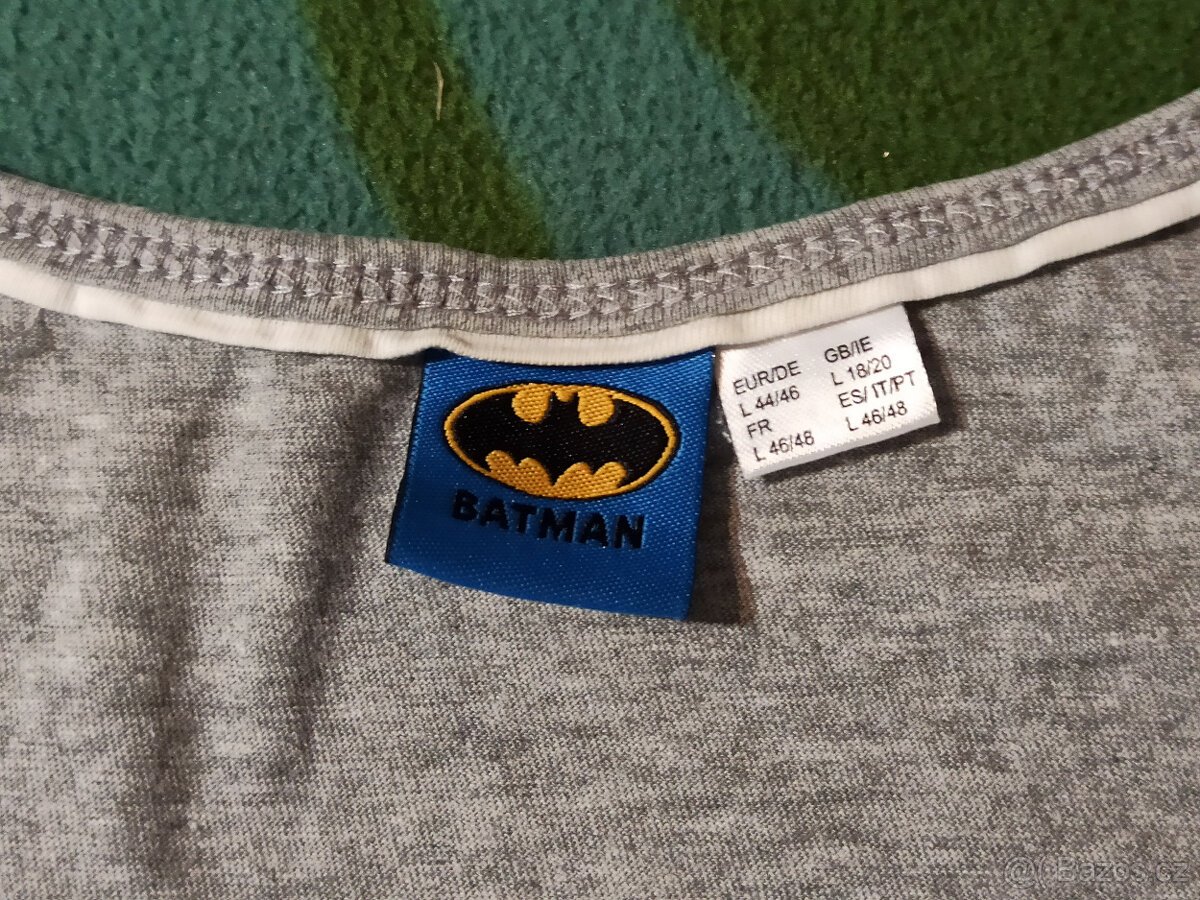 BATMAN
EUR/DE
L 44/46
FR
L 46/48
GB/IE
L 18/20
ES/ IT/PT
L 46/48
Bazos.cz